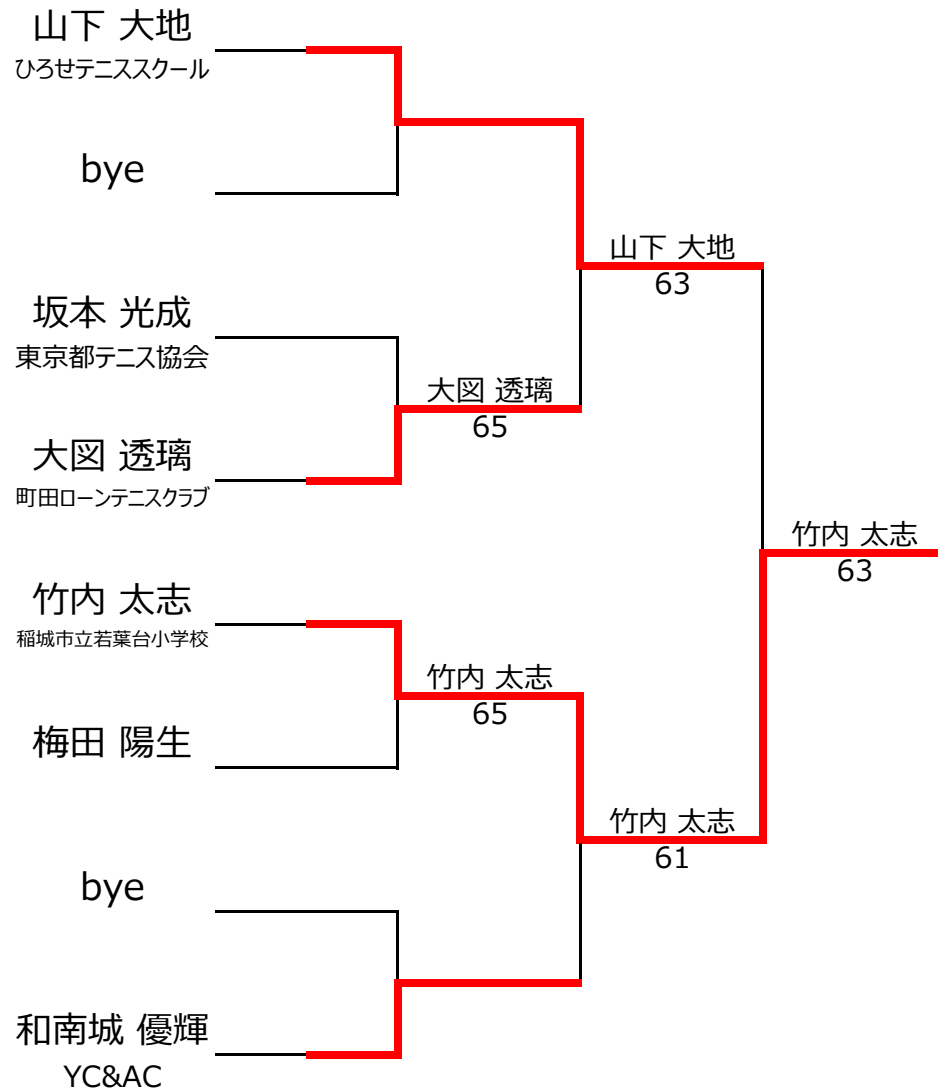 山下 大地
ひろせテニススクール
bye
山下 大地
63
坂本 光成
東京都テニス協会
大図 透璃
65
大図 透璃
町田ローンテニスクラブ
竹内 太志
63
竹内 太志
稲城市立若葉台小学校
竹内 太志
65
梅田 陽生
竹内 太志
61
bye
和南城 優輝
YC&AC